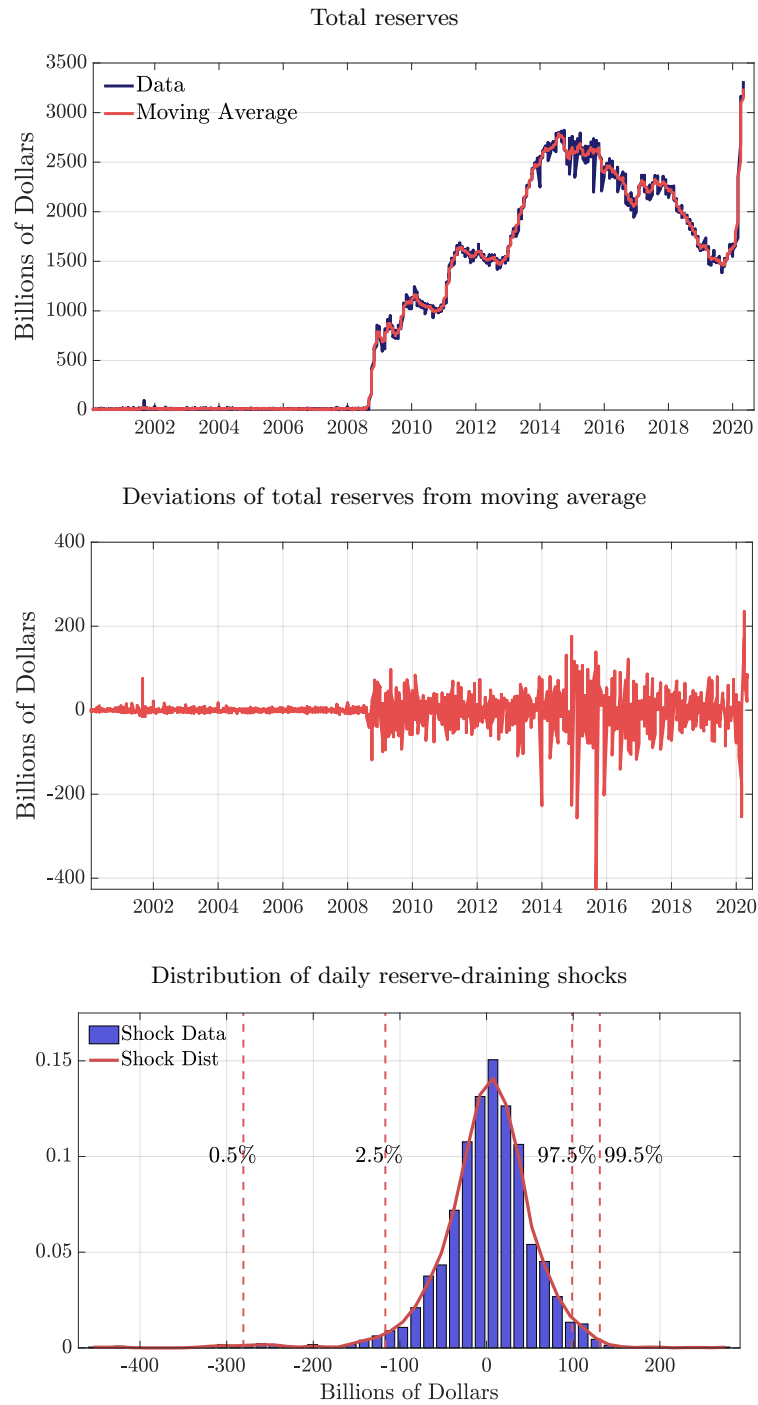 Total reserves
3500
3000
2500
2000
1500
1000
500
0
Billions of Dollars
Data
Moving Average
2002 2004 2006 2008 2010 2012 2014 2016 2018 2020
Deviations of total reserves from moving average
400
200
0
-200
-400
Billions of Dollars
2002 2004 2006 2008 2010 2012 2014 2016 2018 2020
Distribution of daily reserve-draining shocks
Shock Data
Shock Dist
0.15
0.1
0.05
0
0.5% 2.5% 97.5% 99.5%
-400 -300 -200 -100 0 100 200
Billions of Dollars